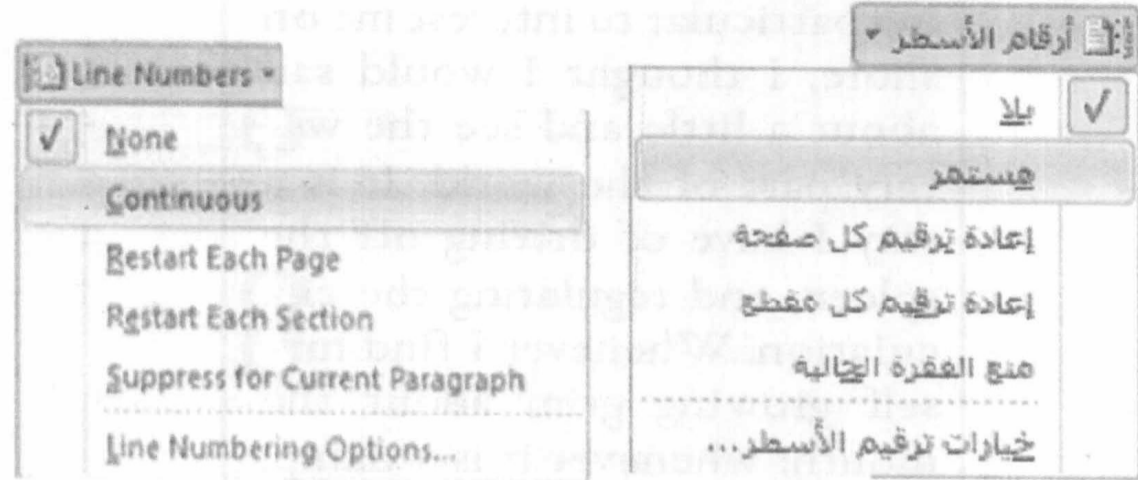 Line Numbers
None
Continuous
Restart Each Page
Restart Each Section
Suppress for Current Paragraph
Line Numbering Options...
أرقام الأسطر
بلا
مستمر
إعادة ترقيم كل صفحة
إعادة ترقيم كل مقطع
منع الفقرة الحالية
خيارات ترقيم الأسطر...